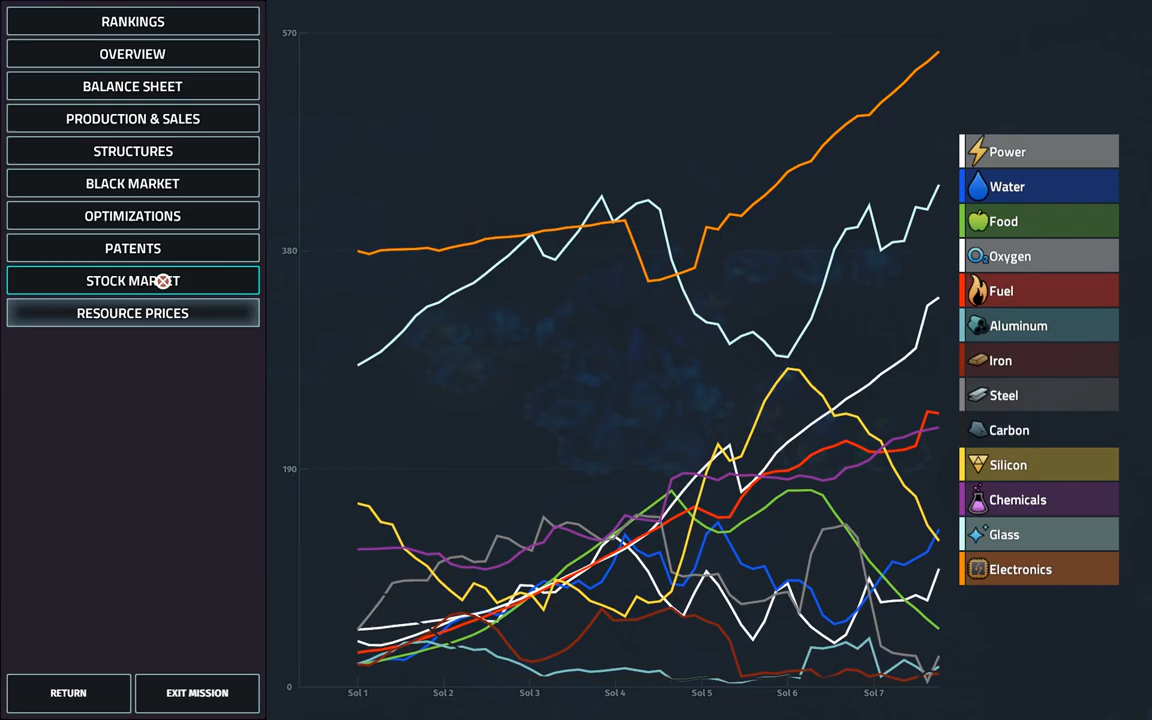 RANKINGS
OVERVIEW
BALANCE SHEET
PRODUCTION & SALES
STRUCTURES
BLACK MARKET
OPTIMIZATIONS
PATENTS
STOCK MARKET
RESOURCE PRICES
RETURN
EXIT MISSION
570
380
190
0
Sol 1
Sol 2
Sol 3
Sol 4
Sol 5
Sol 6
Sol 7
Power
Water
Food
O2 Oxygen
Fuel
Aluminum
Iron
Steel
Carbon
Silicon
Chemicals
Glass
Electronics